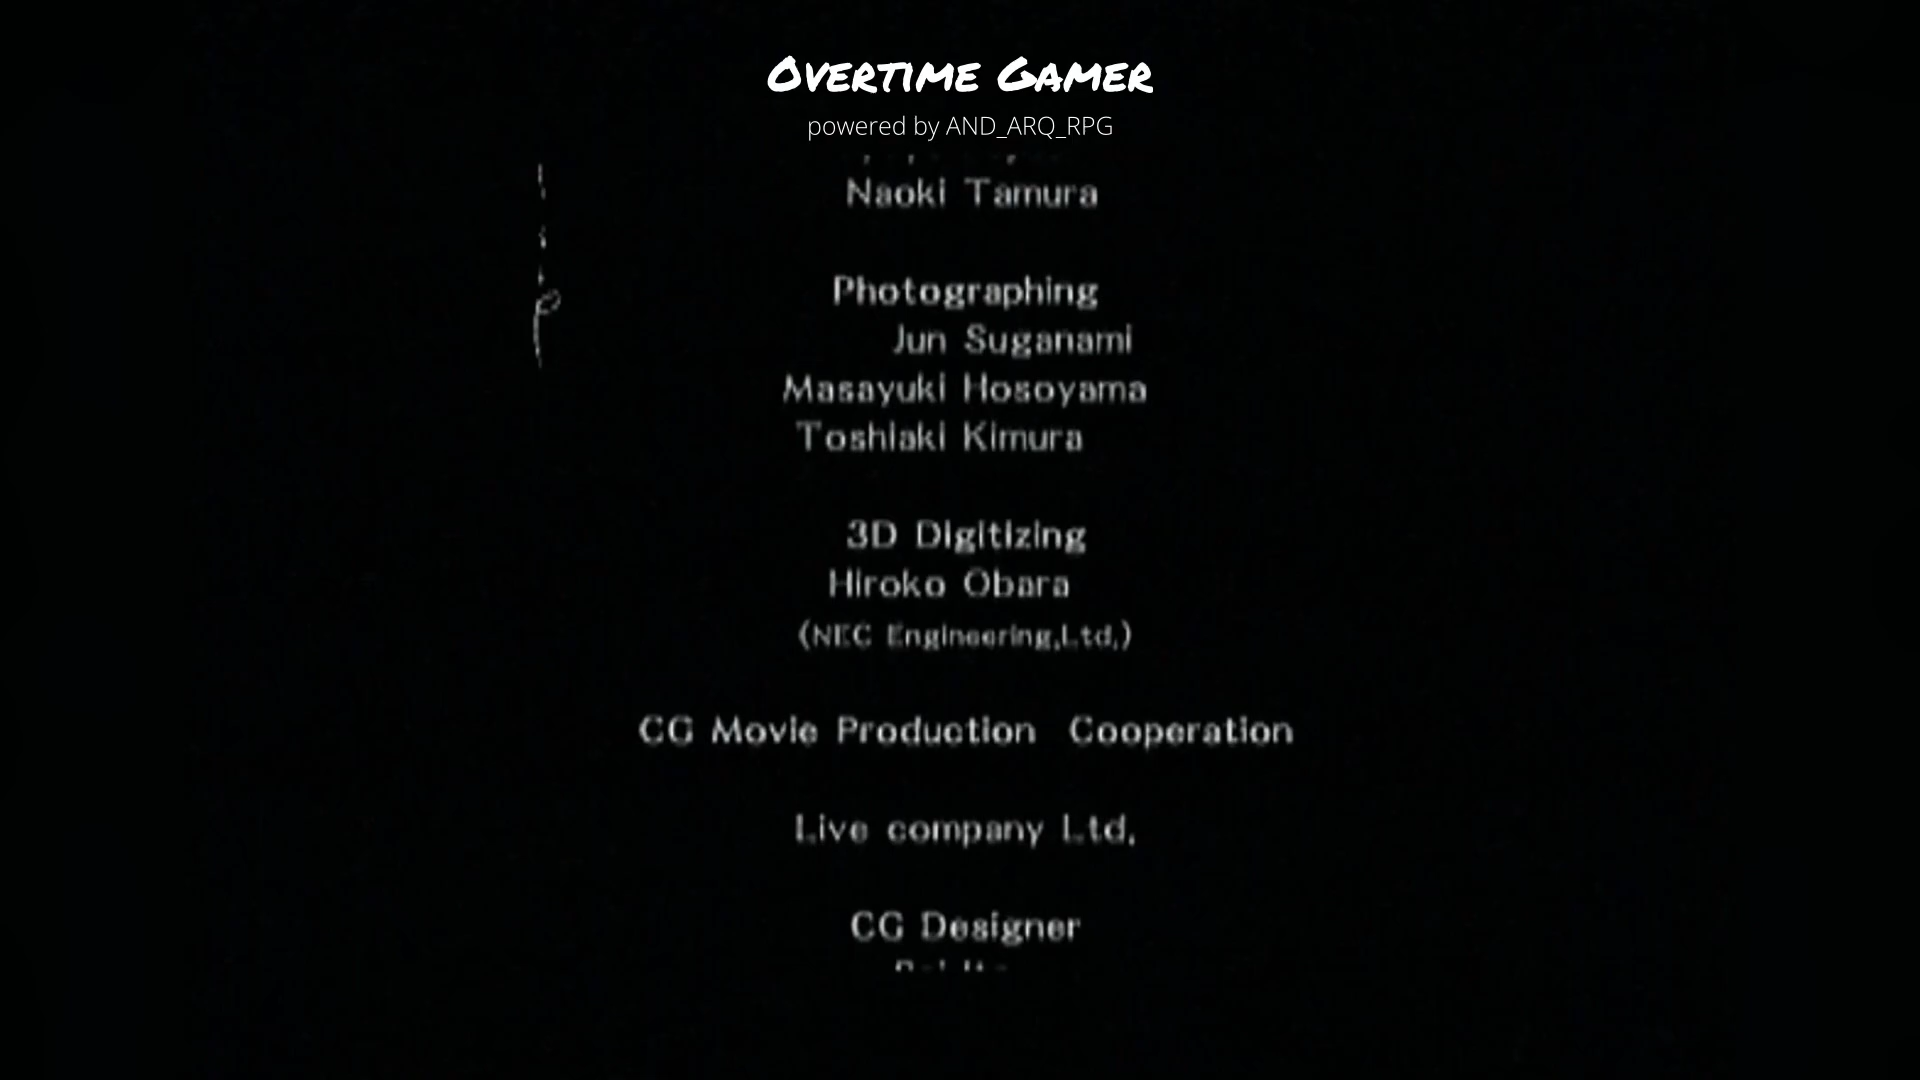 OVERTIME GAMER
powered by AND_ARQ_RPG
Naoki Tamura
Photographing
Jun Suganami
Masayuki Hosoyama
Toshiaki Kimura
3D Digitizing
Hiroko Obara
(NEC Engineering,Ltd.)
CG Movie Production Cooperation
Live company Ltd.
CG Designer